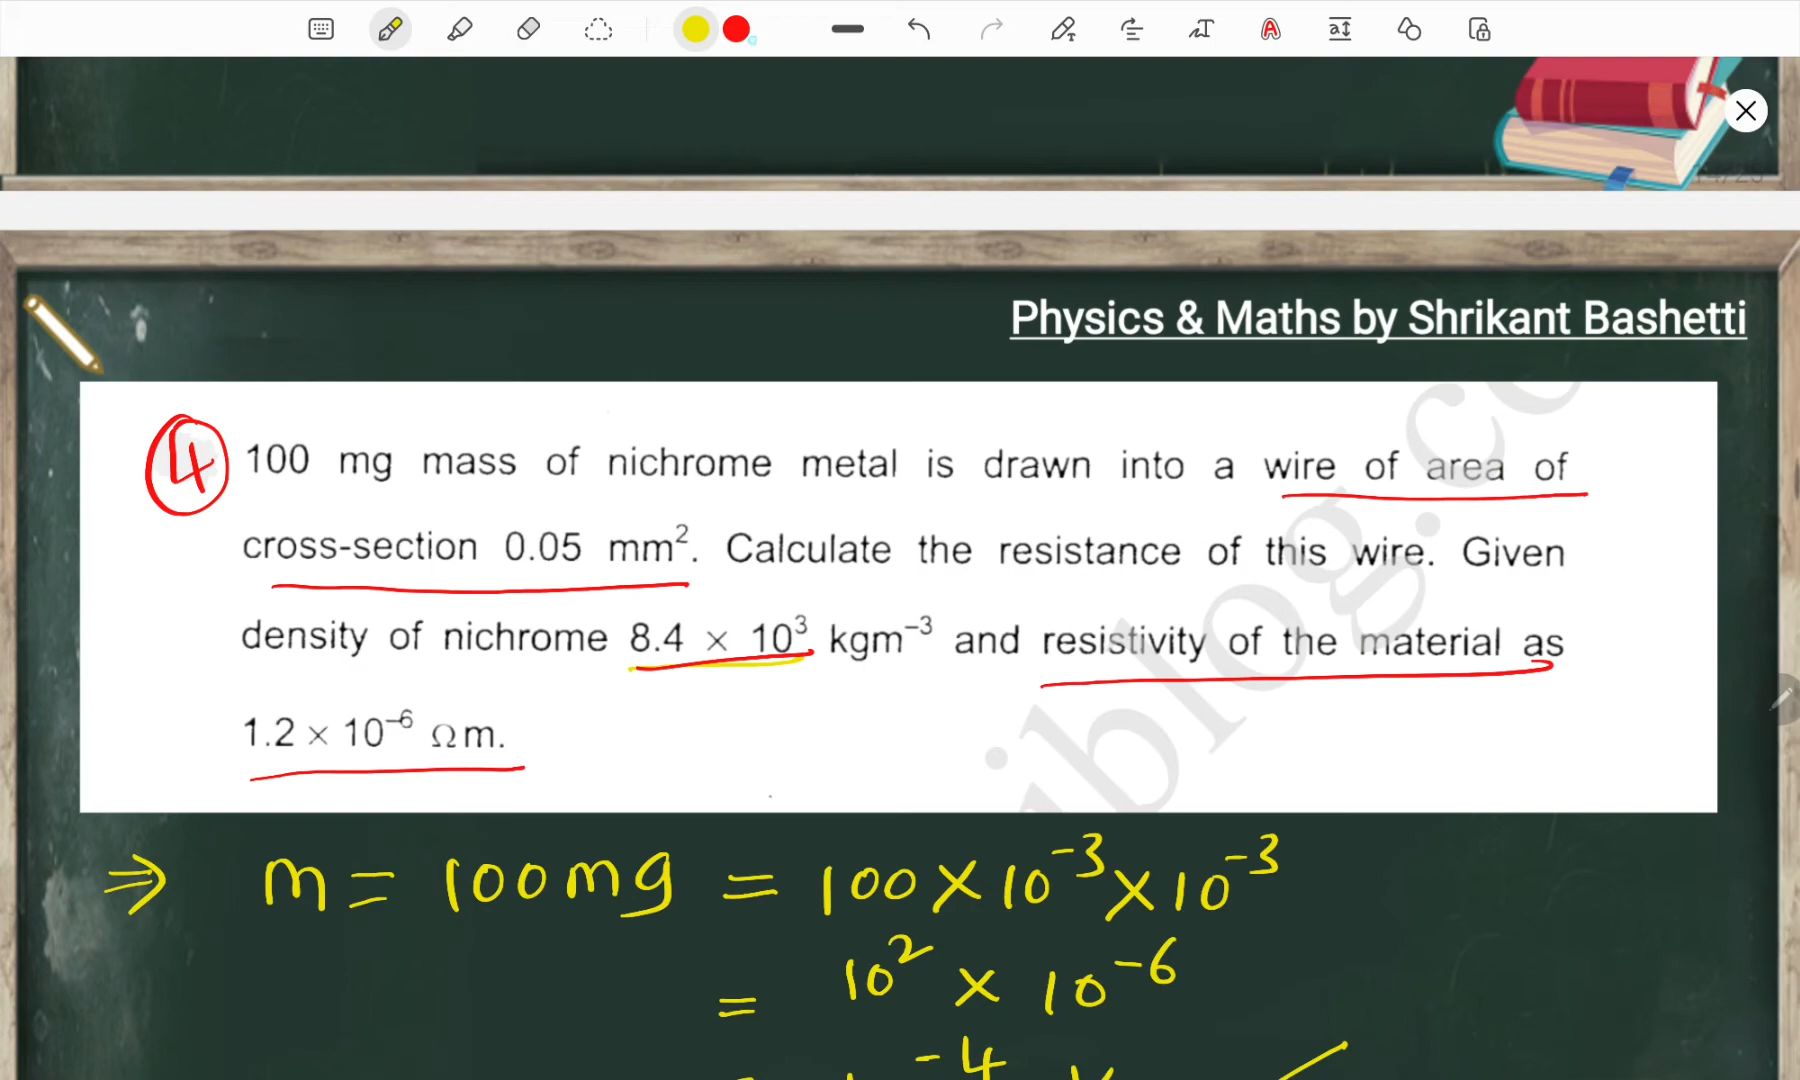 Physics & Maths by Shrikant Bashetti
4 100 mg mass of nichrome metal is drawn into a wire of area of
cross-section 0.05 mm². Calculate the resistance of this wire. Given
density of nichrome 8.4 × 10³ kgm⁻³ and resistivity of the material as
1.2 × 10⁻⁶ Ωm.
iblog.co
⇒ m = 100mg = 100 × 10⁻³ × 10⁻³
= 10² × 10⁻⁶